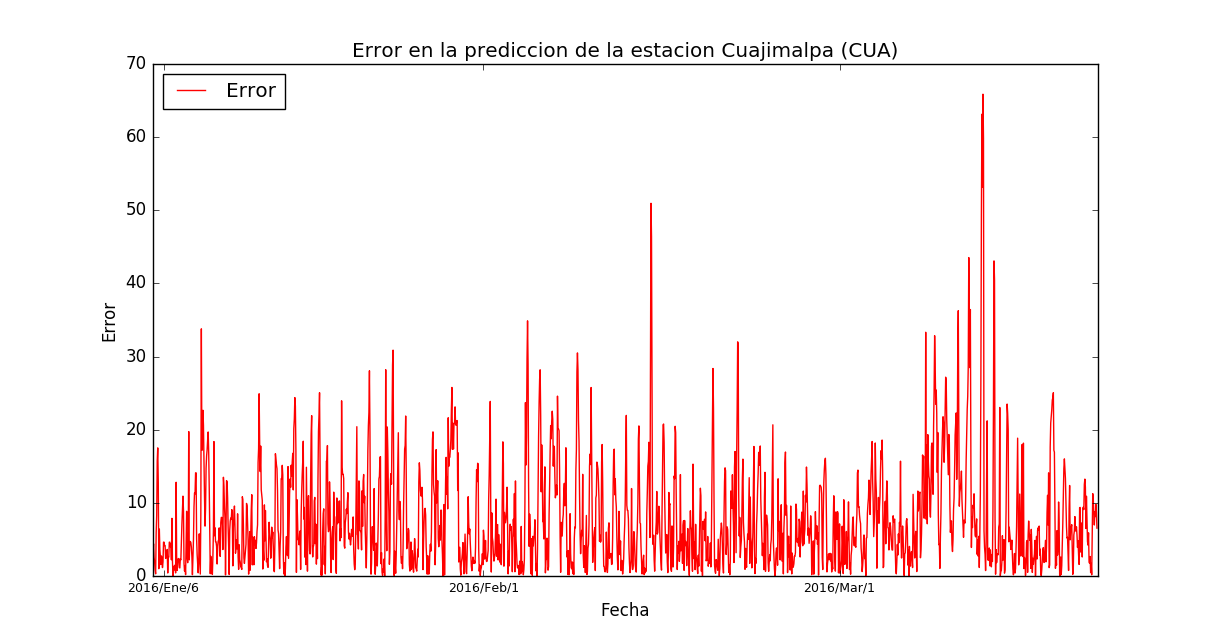 Error en la prediccion de la estacion Cuajimalpa (CUA)
70
Error
60
50
40
30
20
10
0
Error
2016/Ene/6 2016/Feb/1 2016/Mar/1
Fecha